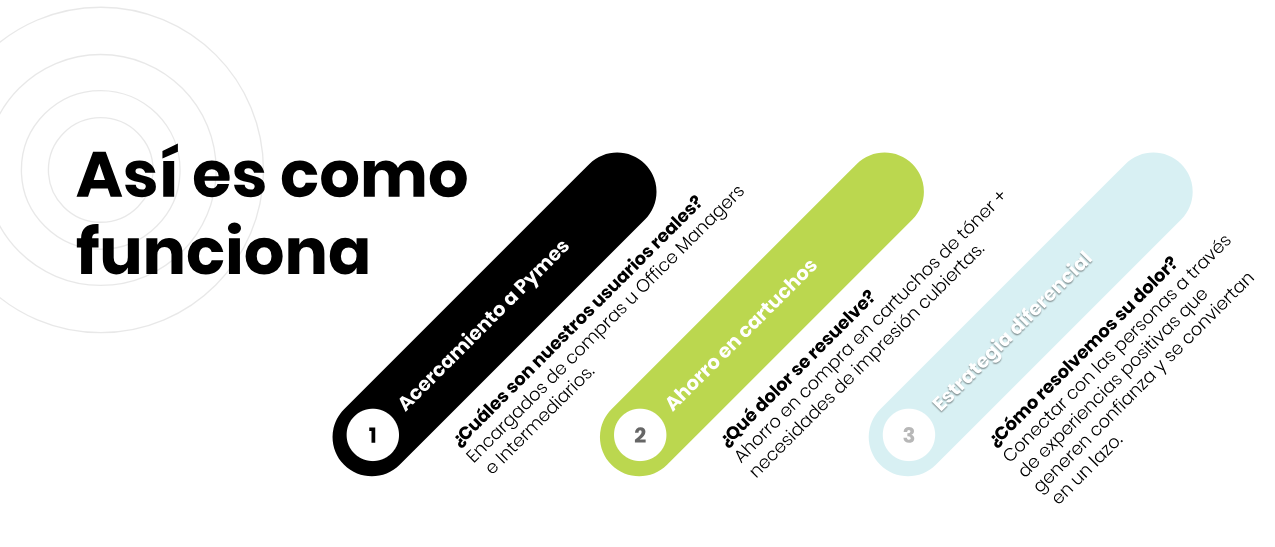 Así es como
funciona
1
Acercamiento a Pymes
¿Cuáles son nuestros usuarios reales?
Encargados de compras u Office Managers
e Intermediarios.
2
Ahorro en cartuchos
¿Qué dolor se resuelve?
Ahorro en compra en cartuchos de tóner +
necesidades de impresión cubiertas.
3
Estrategia diferencial
¿Cómo resolvemos su dolor?
Conectar con las personas a través
de experiencias positivas que
generen confianza y se conviertan
en un lazo.